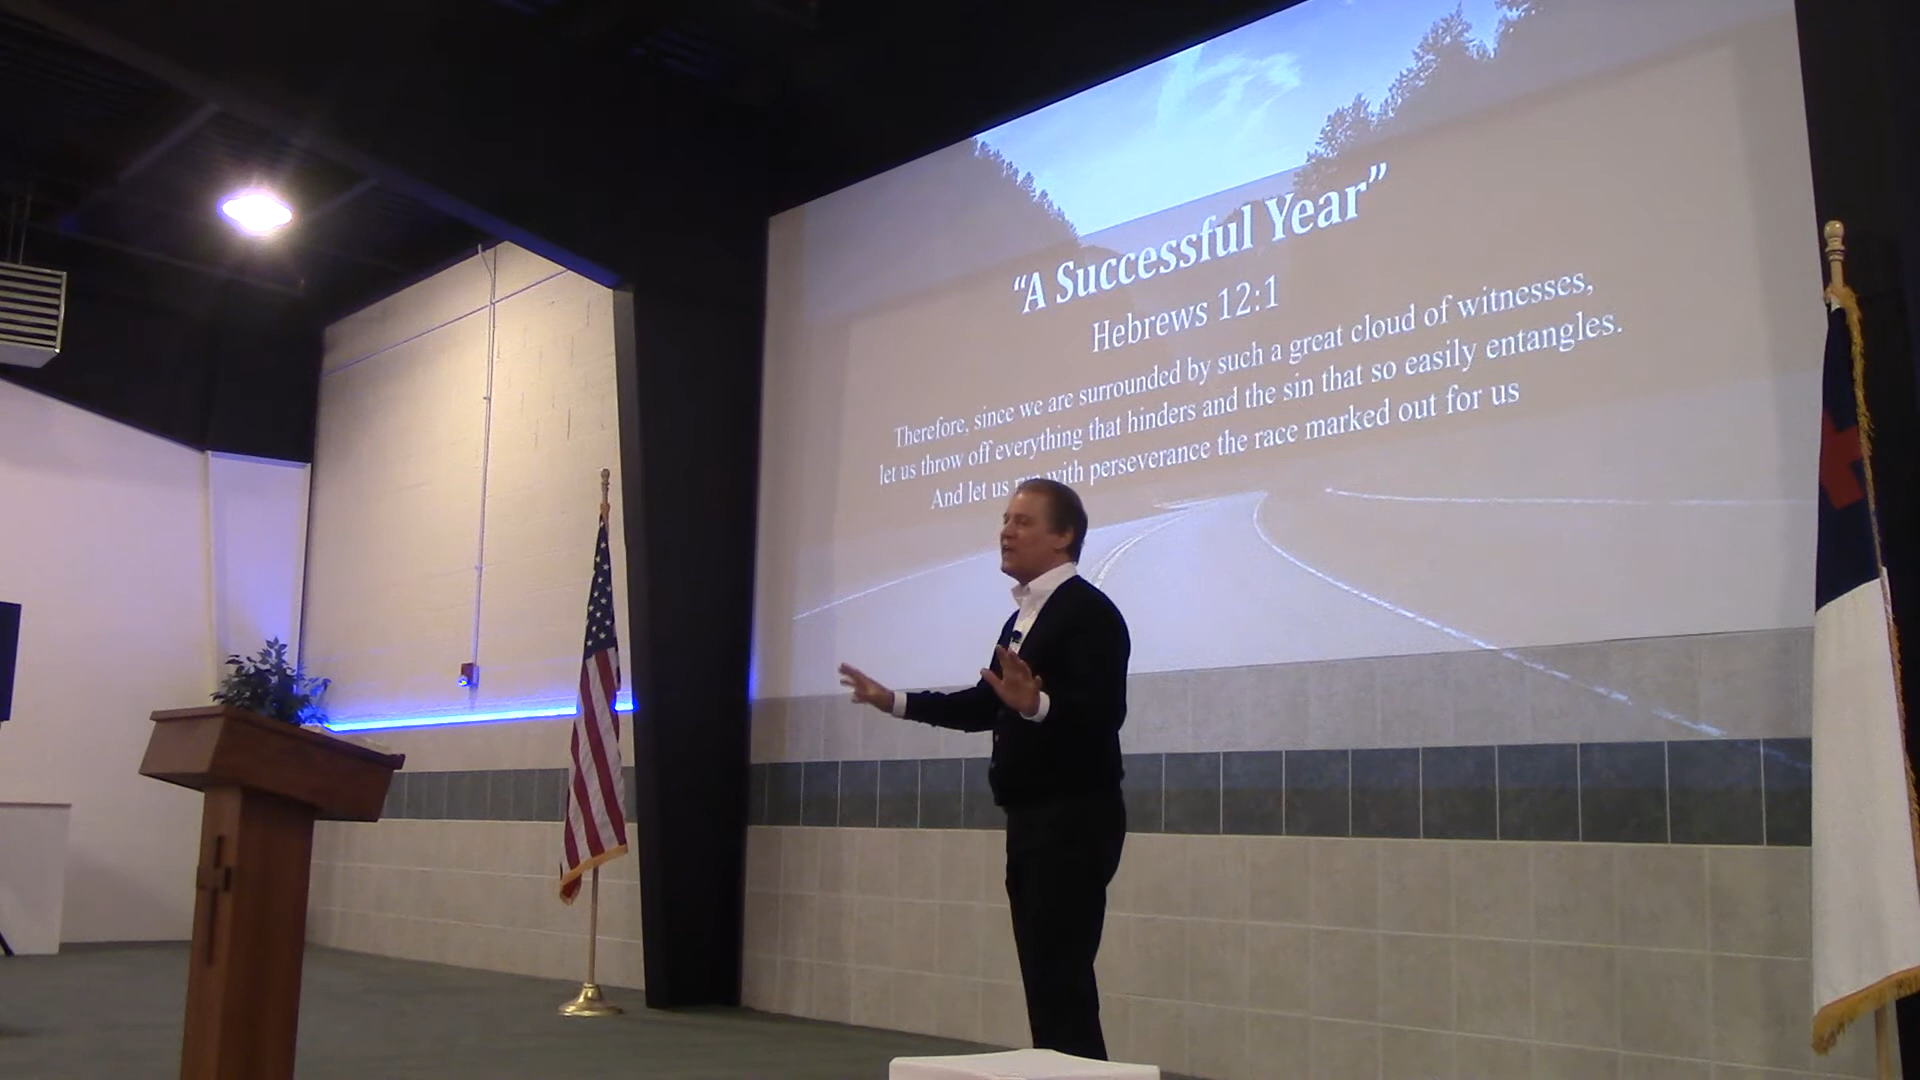 “A Successful Year”
Hebrews 12:1
Therefore, since we are surrounded by such a great cloud of witnesses,
let us throw off everything that hinders and the sin that so easily entangles.
And let us run with perseverance the race marked out for us